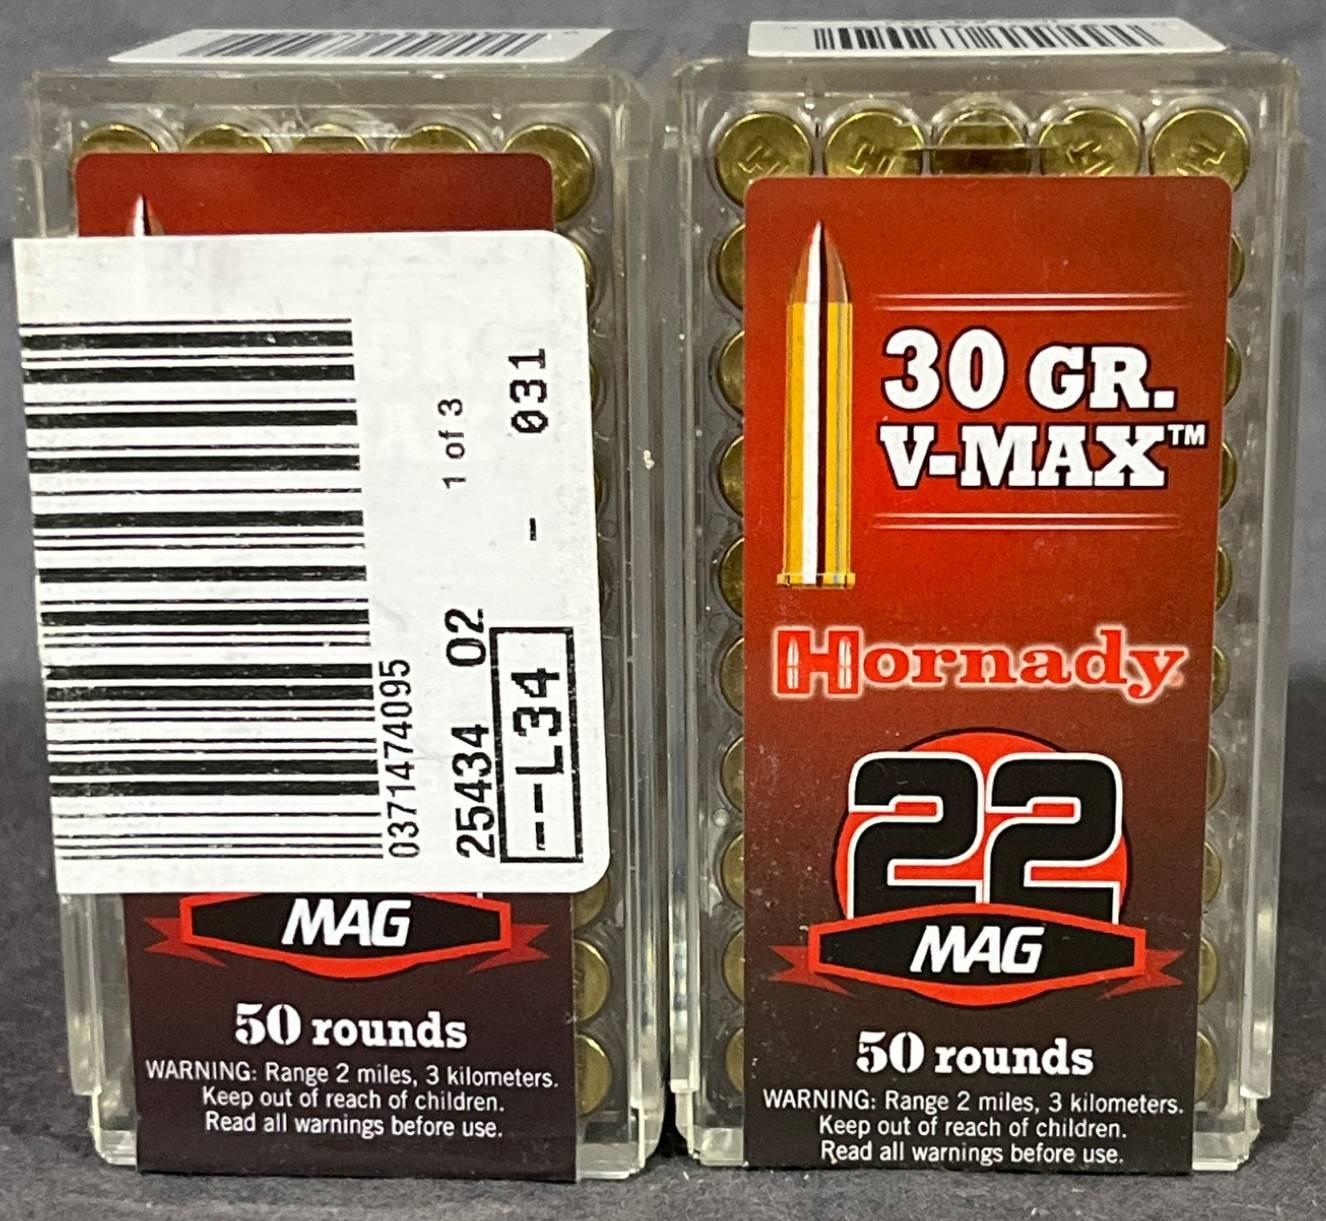 037147474095
25434 02
1 of 3
--L34 - 031
MAG
50 rounds
WARNING: Range 2 miles, 3 kilometers.
Keep out of reach of children.
Read all warnings before use.
30 GR.
V-MAX™
Hornady
22
MAG
50 rounds
WARNING: Range 2 miles, 3 kilometers.
Keep out of reach of children.
Read all warnings before use.